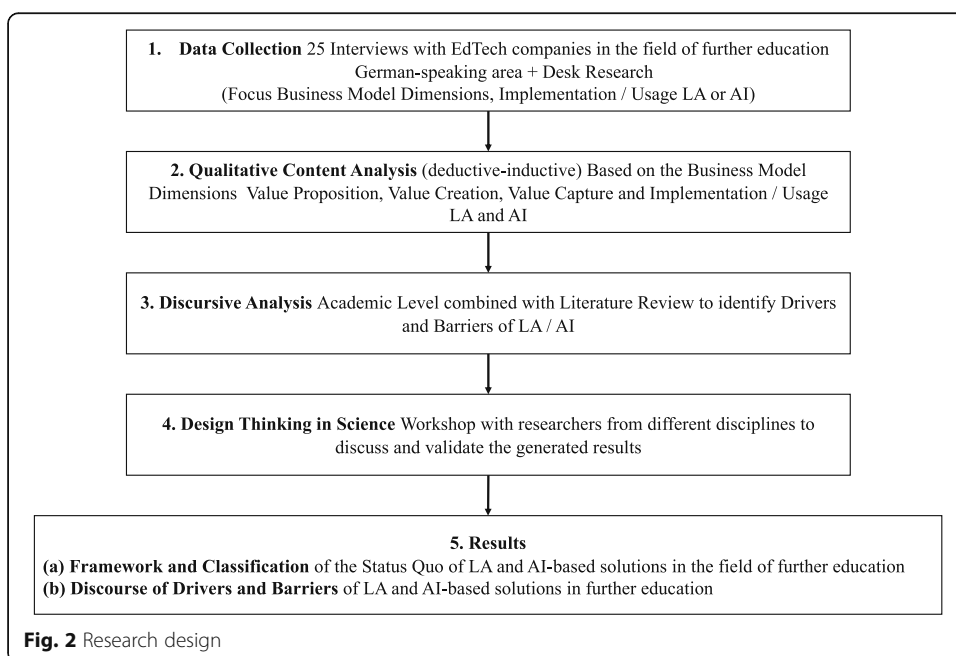 1. Data Collection 25 Interviews with EdTech companies in the field of further education
German-speaking area + Desk Research
(Focus Business Model Dimensions, Implementation / Usage LA or AI)
2. Qualitative Content Analysis (deductive-inductive) Based on the Business Model
Dimensions Value Proposition, Value Creation, Value Capture and Implementation / Usage
LA and AI
3. Discursive Analysis Academic Level combined with Literature Review to identify Drivers
and Barriers of LA / AI
4. Design Thinking in Science Workshop with researchers from different disciplines to
discuss and validate the generated results
5. Results
(a) Framework and Classification of the Status Quo of LA and AI-based solutions in the field of further education
(b) Discourse of Drivers and Barriers of LA and AI-based solutions in further education
Fig. 2 Research design